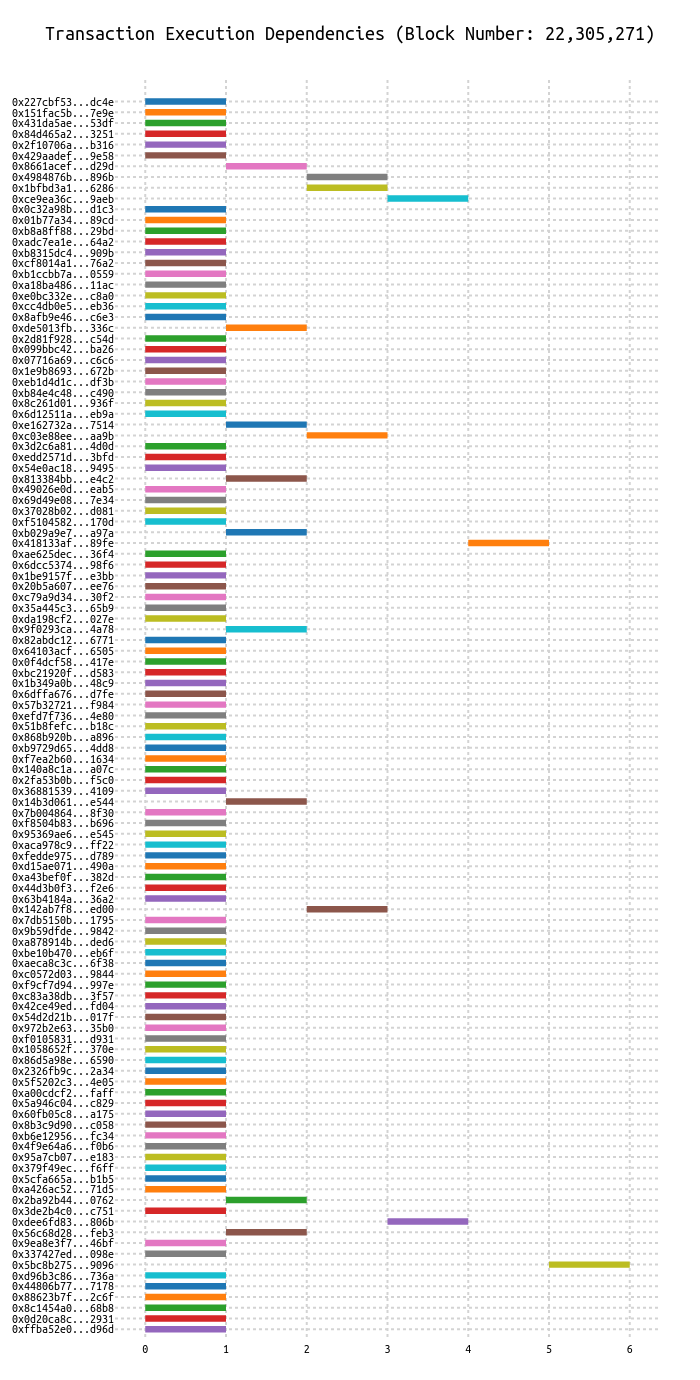 Transaction Execution Dependencies (Block Number: 22,305,271)
0x227cbf53...dc4e
0x151fac5b...7e9e
0x431da5ae...53df
0x84d465a2...3251
0x2f10706a...b316
0x429aadef...9e58
0x8661acef...d29d
0x4984876b...896b
0x1bfbd3a1...6286
0xce9ea36c...9aeb
0x0c32a98b...d1c3
0x01b77a34...89cd
0xb8a8ff88...29bd
0xadc7ea1e...64a2
0xb8315dc4...909b
0xcf8014a1...76a2
0xb1ccbb7a...0559
0xa18ba486...11ac
0xe0bc332e...c8a0
0xcc4db0e5...eb36
0x8afb9e46...c6e3
0xde5013fb...336c
0x2d81f928...c54d
0x099bbc42...ba26
0x07716a69...c6c6
0x1e9b8693...672b
0xeb1d4d1c...df3b
0xb84e4c48...c490
0x8c261d01...936f
0x6d12511a...eb9a
0xe162732a...7514
0xc03e88ee...aa9b
0x3d2c6a81...4d0d
0xedd2571d...3bfd
0x54e0ac18...9495
0x813384bb...e4c2
0x49026e0d...eab5
0x69d49e08...7e34
0x37028b02...d081
0xf5104582...170d
0xb029a9e7...a97a
0x418133af...89fe
0xae625dec...36f4
0x6dcc5374...98f6
0x1be9157f...e3bb
0x20b5a607...ee76
0xc79a9d34...30f2
0x35a445c3...65b9
0xda198cf2...027e
0x9f0293ca...4a78
0x82abdc12...6771
0x64103acf...6505
0x0f4dcf58...417e
0xbc21920f...d583
0x1b349a0b...48c9
0x6dffa676...d7fe
0x57b32721...f984
0xefd7f736...4e80
0x51b8fefc...b18c
0x868b920b...a896
0xb9729d65...4dd8
0xf7ea2b60...1634
0x140a8c1a...a07c
0x2fa53b0b...f5c0
0x36881539...4109
0x14b3d061...e544
0x7b004864...8f30
0xf8504b83...b696
0x95369ae6...e545
0xaca978c9...ff22
0xfedde975...d789
0xd15ae071...490a
0xa43bef0f...382d
0x44d3b0f3...f2e6
0x63b4184a...36a2
0x142ab7f8...ed00
0x7db5150b...1795
0x9b59dfde...9842
0xa878914b...ded6
0xbe10b470...eb6f
0xaeca8c3c...6f38
0xc0572d03...9844
0xf9cf7d94...997e
0xc83a38db...3f57
0x42ce49ed...fd04
0x54d2d21b...017f
0x972b2e63...35b0
0xf0105831...d931
0x1058652f...370e
0x86d5a98e...6590
0x2326fb9c...2a34
0x5f5202c3...4e05
0xa00cdcf2...faff
0x5a946c04...c829
0x60fb05c8...a175
0x8b3c9d90...c058
0xb6e12956...fc34
0x4f9e64a6...f0b6
0x95a7cb07...e183
0x379f49ec...f6ff
0x5cfa665a...b1b5
0xa426ac52...71d5
0x2ba92b44...0762
0x3de2b4c0...c751
0xdee6fd83...806b
0x56c68d28...feb3
0x9ea8e3f7...46bf
0x337427ed...098e
0x5bc8b275...9096
0xd96b3c86...736a
0x44806b77...7178
0x88623b7f...2c6f
0x8c1454a0...68b8
0x0d20ca8c...2931
0xffba52e0...d96d
0 1 2 3 4 5 6